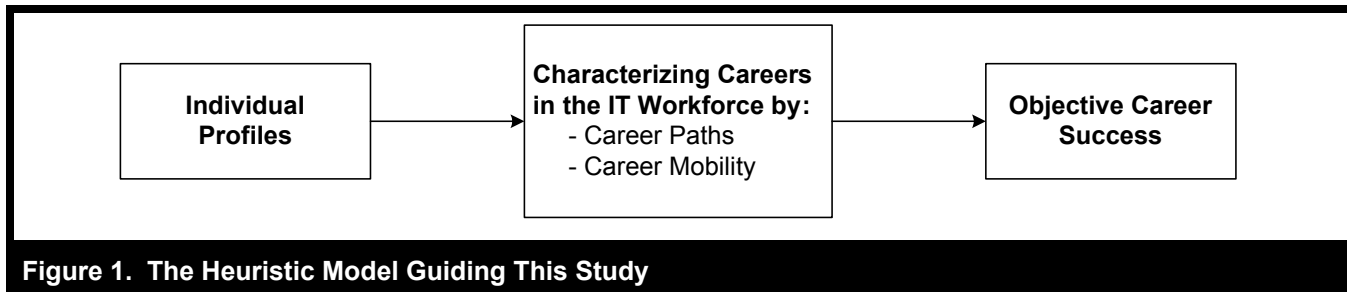 Individual
Profiles
Characterizing Careers
in the IT Workforce by:
- Career Paths
- Career Mobility
Objective Career
Success
Figure 1. The Heuristic Model Guiding This Study